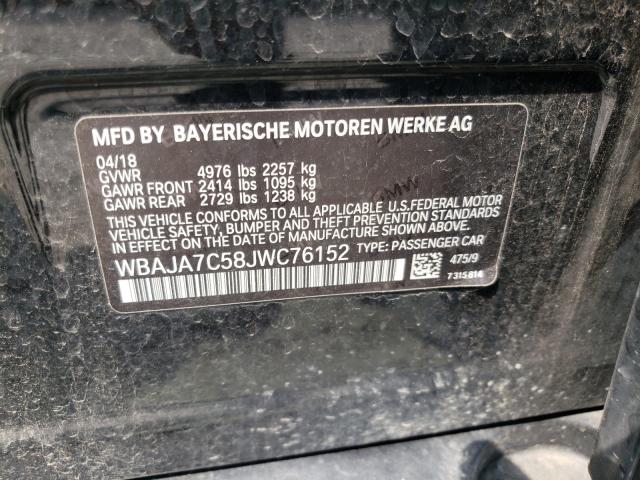 MFD BY BAYERISCHE MOTOREN WERKE AG
04/18
GVWR 4976 lbs 2257 kg
GAWR FRONT 2414 lbs 1095 kg
GAWR REAR 2729 lbs 1238 kg
THIS VEHICLE CONFORMS TO ALL APPLICABLE U.S.FEDERAL MOTOR
VEHICLE SAFETY, BUMPER AND THEFT PREVENTION STANDARDS
IN EFFECT ON THE DATE OF MANUFACTURE SHOWN ABOVE.
WBAJA7C58JWC76152 TYPE: PASSENGER CAR
475/9
7315814
BMW